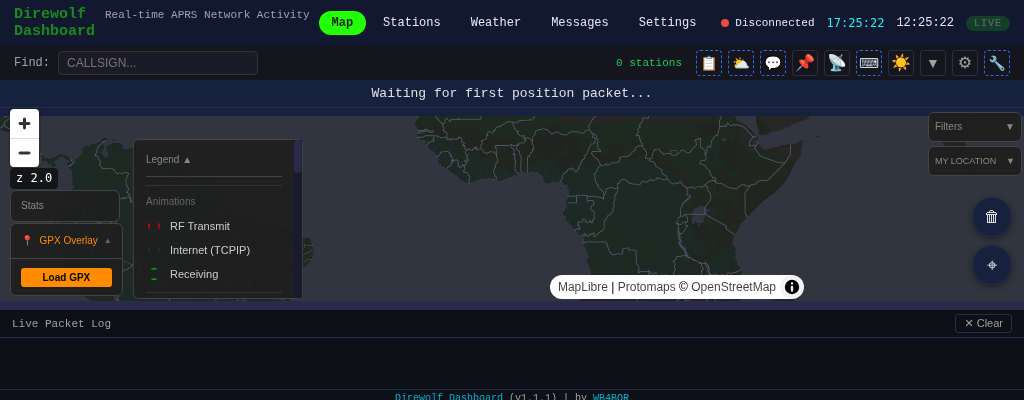 Direwolf Dashboard
Real-time APRS Network Activity
Map
Stations
Weather
Messages
Settings
Disconnected
17:25:22
12:25:22
LIVE
Find:
CALLSIGN...
0 stations
Waiting for first position packet...
+
−
z 2.0
Stats
📍 GPX Overlay ▲
Load GPX
Legend ▲
Animations
RF Transmit
Internet (TCPIP)
Receiving
Filters ▼
MY LOCATION ▼
MapLibre | Protomaps © OpenStreetMap
Live Packet Log
✕ Clear
Direwolf Dashboard (v1.1.1) | by WB4BOR